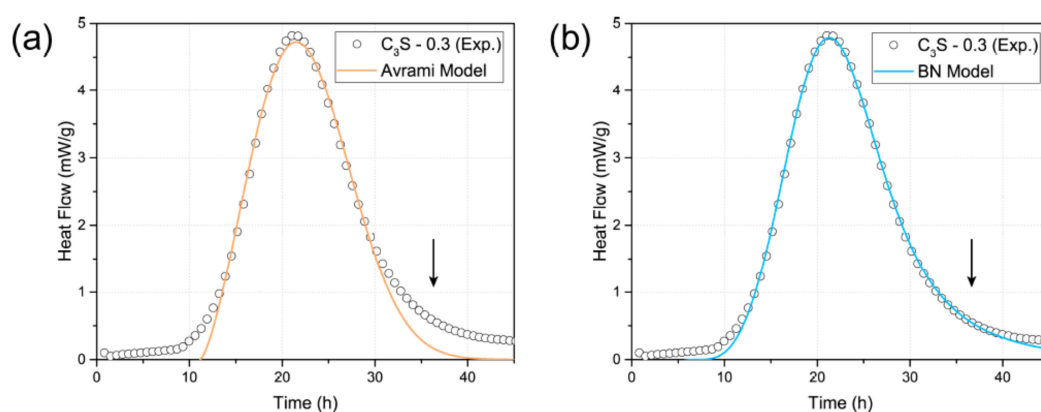 (a)
5
4
3
2
1
0
Heat Flow (mW/g)
C₃S - 0.3 (Exp.)
Avrami Model
0 10 20 30 40
Time (h)
(b)
5
4
3
2
1
0
Heat Flow (mW/g)
C₃S - 0.3 (Exp.)
BN Model
0 10 20 30 40
Time (h)